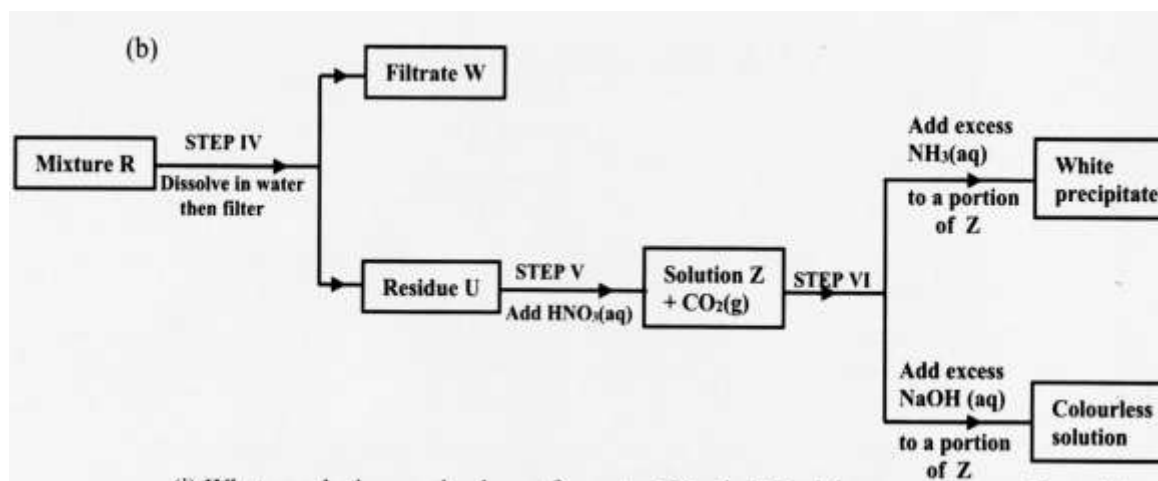 (b)
Filtrate W
Mixture R
STEP IV
Dissolve in water
then filter
Residue U
STEP V
Add HNO₃(aq)
Solution Z
+ CO₂(g)
STEP VI
Add excess
NH₃(aq)
to a portion
of Z
White
precipitate
Add excess
NaOH (aq)
to a portion
of Z
Colourless
solution